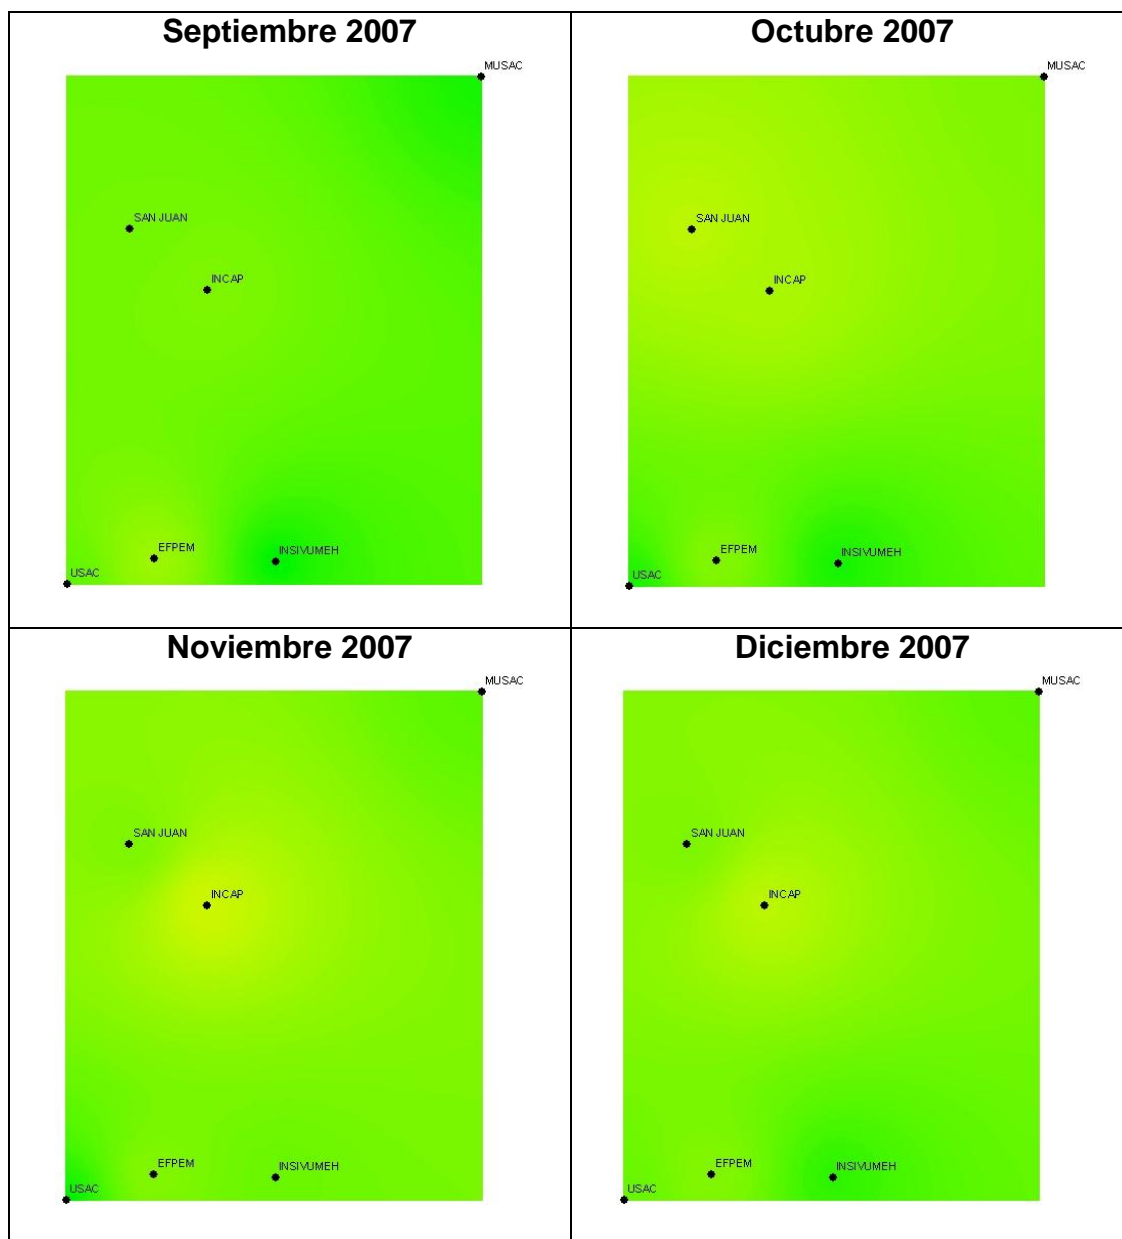 Septiembre 2007
MUSAC
SAN JUAN
INCAP
EFPEM
INSIVUMEH
USAC
Octubre 2007
MUSAC
SAN JUAN
INCAP
EFPEM
INSIVUMEH
USAC
Noviembre 2007
MUSAC
SAN JUAN
INCAP
EFPEM
INSIVUMEH
USAC
Diciembre 2007
MUSAC
SAN JUAN
INCAP
EFPEM
INSIVUMEH
USAC